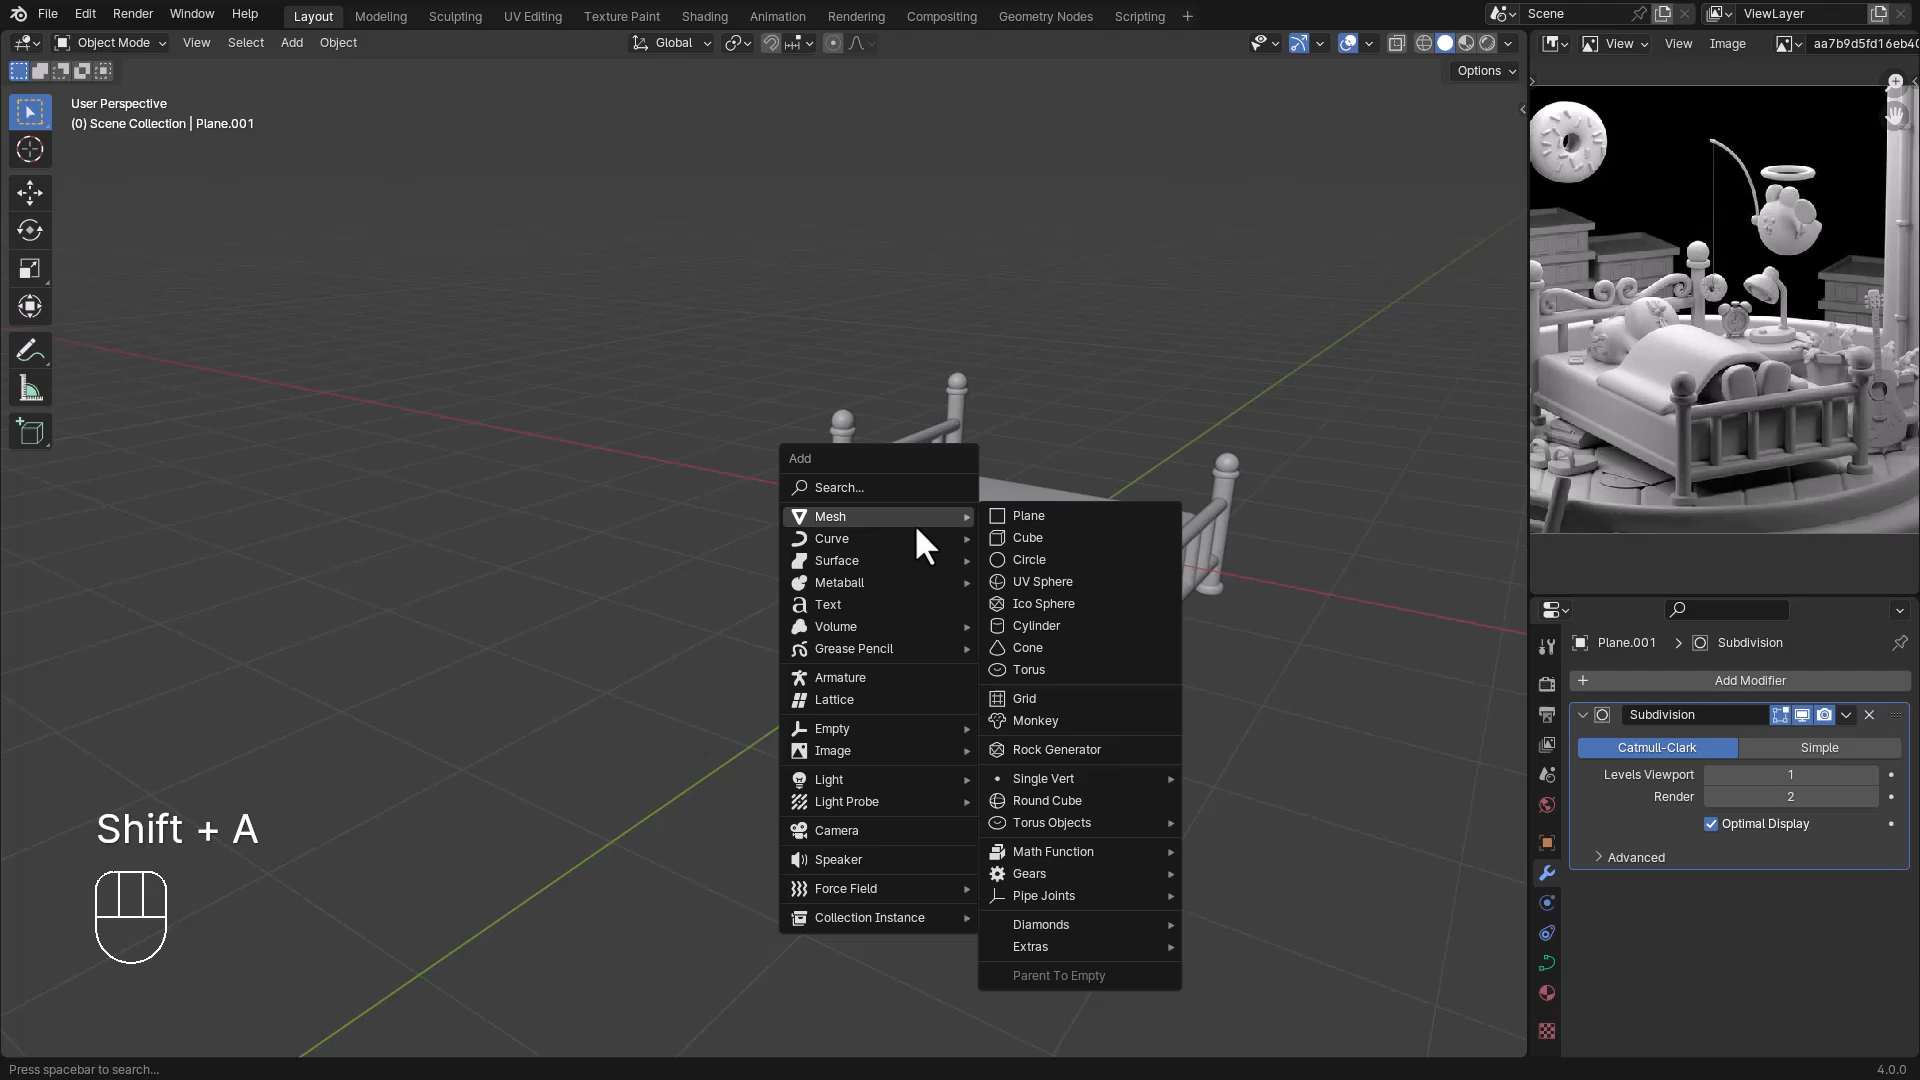 File Edit Render Window Help Layout Modeling Sculpting UV Editing Texture Paint Shading Animation Rendering Compositing Geometry Nodes Scripting + Scene ViewLayer
Object Mode View Select Add Object Global View View Image aa7b9d5fd16eb40
Options
User Perspective
(0) Scene Collection | Plane.001
Add
Search...
Mesh
Curve
Surface
Metaball
Text
Volume
Grease Pencil
Armature
Lattice
Empty
Image
Light
Light Probe
Camera
Speaker
Force Field
Collection Instance
Plane
Cube
Circle
UV Sphere
Ico Sphere
Cylinder
Cone
Torus
Grid
Monkey
Rock Generator
Single Vert
Round Cube
Torus Objects
Math Function
Gears
Pipe Joints
Diamonds
Extras
Parent To Empty
Shift + A
Plane.001 > Subdivision
+ Add Modifier
Subdivision
Catmull-Clark Simple
Levels Viewport 1
Render 2
Optimal Display
Advanced
Press spacebar to search...
4.0.0